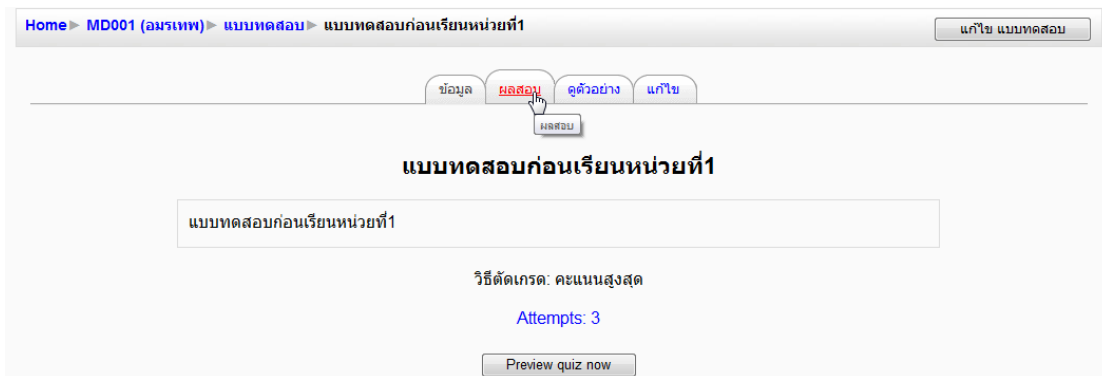 Home► MD001 (อมรเทพ)► แบบทดสอบ► แบบทดสอบก่อนเรียนหน่วยที่1
แก้ไข แบบทดสอบ
ข้อมูล ผลสอบ ดูตัวอย่าง แก้ไข
ผลสอบ
แบบทดสอบก่อนเรียนหน่วยที่1
แบบทดสอบก่อนเรียนหน่วยที่1
วิธีตัดเกรด: คะแนนสูงสุด
Attempts: 3
Preview quiz now